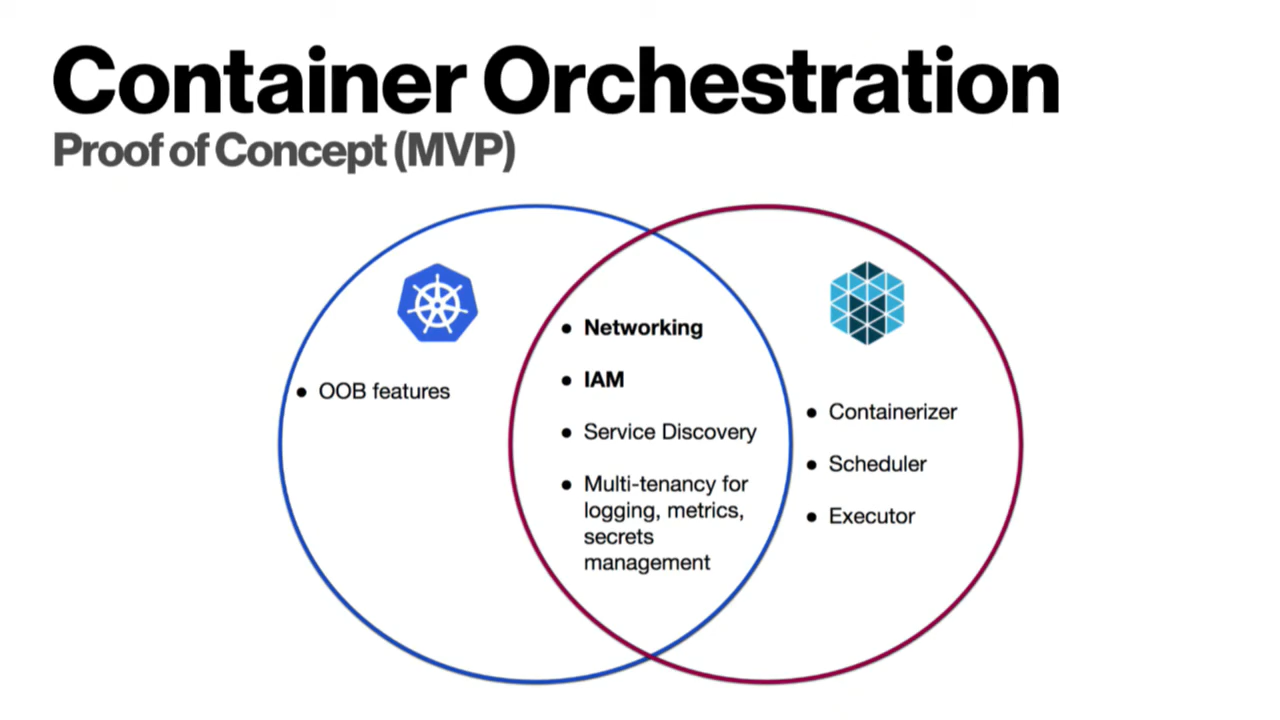 Container Orchestration
Proof of Concept (MVP)
• OOB features
• Networking
• IAM
• Service Discovery
• Multi-tenancy for
logging, metrics,
secrets
management
• Containerizer
• Scheduler
• Executor